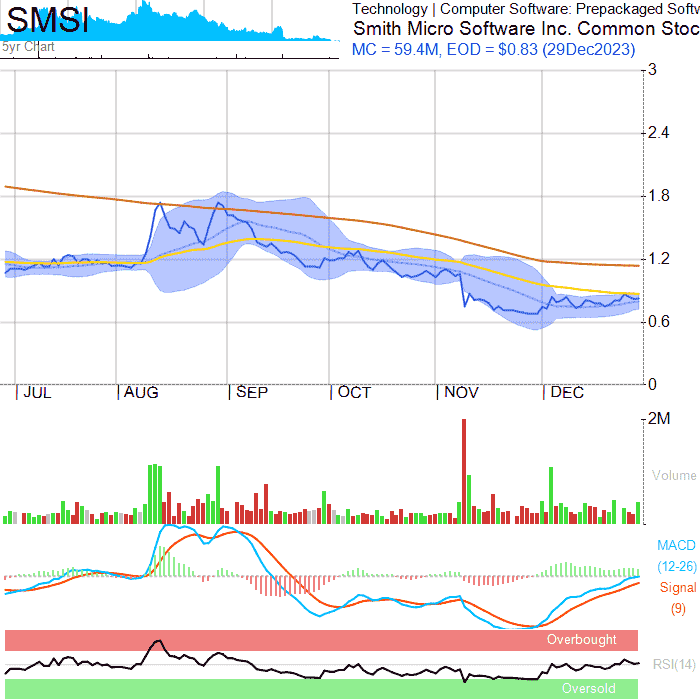 SMSI
5yr Chart
Technology | Computer Software: Prepackaged Softw
Smith Micro Software Inc. Common Stoc
MC = 59.4M, EOD = $0.83 (29Dec2023)
3
2.4
1.8
1.2
0.6
0
JUL AUG SEP OCT NOV DEC
2M
Volume
MACD
(12-26)
Signal
(9)
Overbought
RSI(14)
Oversold